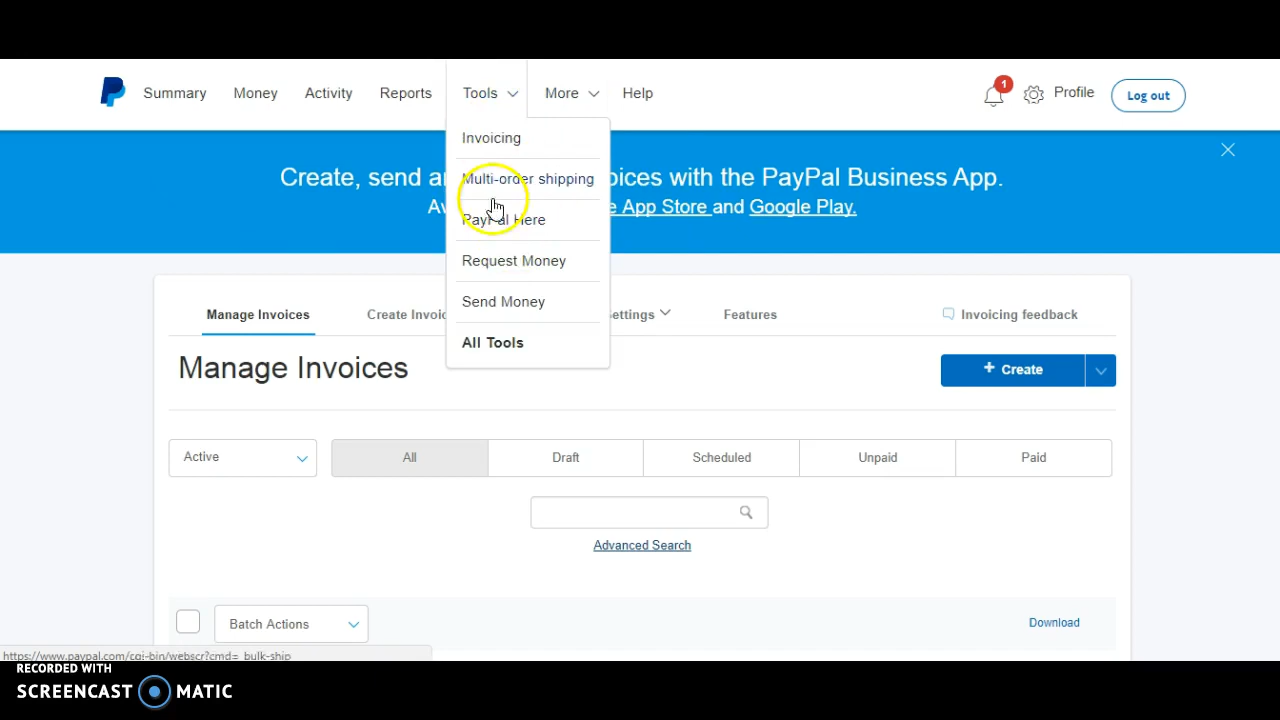 Summary Money Activity Reports Tools More Help 1 Profile Log out
Invoicing
Multi-order shipping
PayPal Here
Request Money
Send Money
All Tools
Create, send a oices with the PayPal Business App.
Av e App Store and Google Play.
Manage Invoices Create Invoi ettings Features Invoicing feedback
Manage Invoices
+ Create
Active All Draft Scheduled Unpaid Paid
Advanced Search
Batch Actions Download
https://www.paypal.com/cgi-bin/webscr?cmd=_bulk-ship
RECORDED WITH
SCREENCAST MATIC